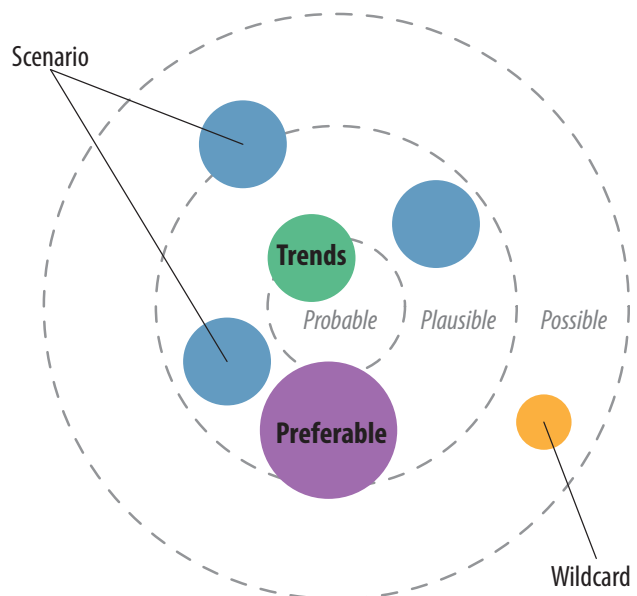 Scenario
Trends
Probable
Plausible
Possible
Preferable
Wildcard